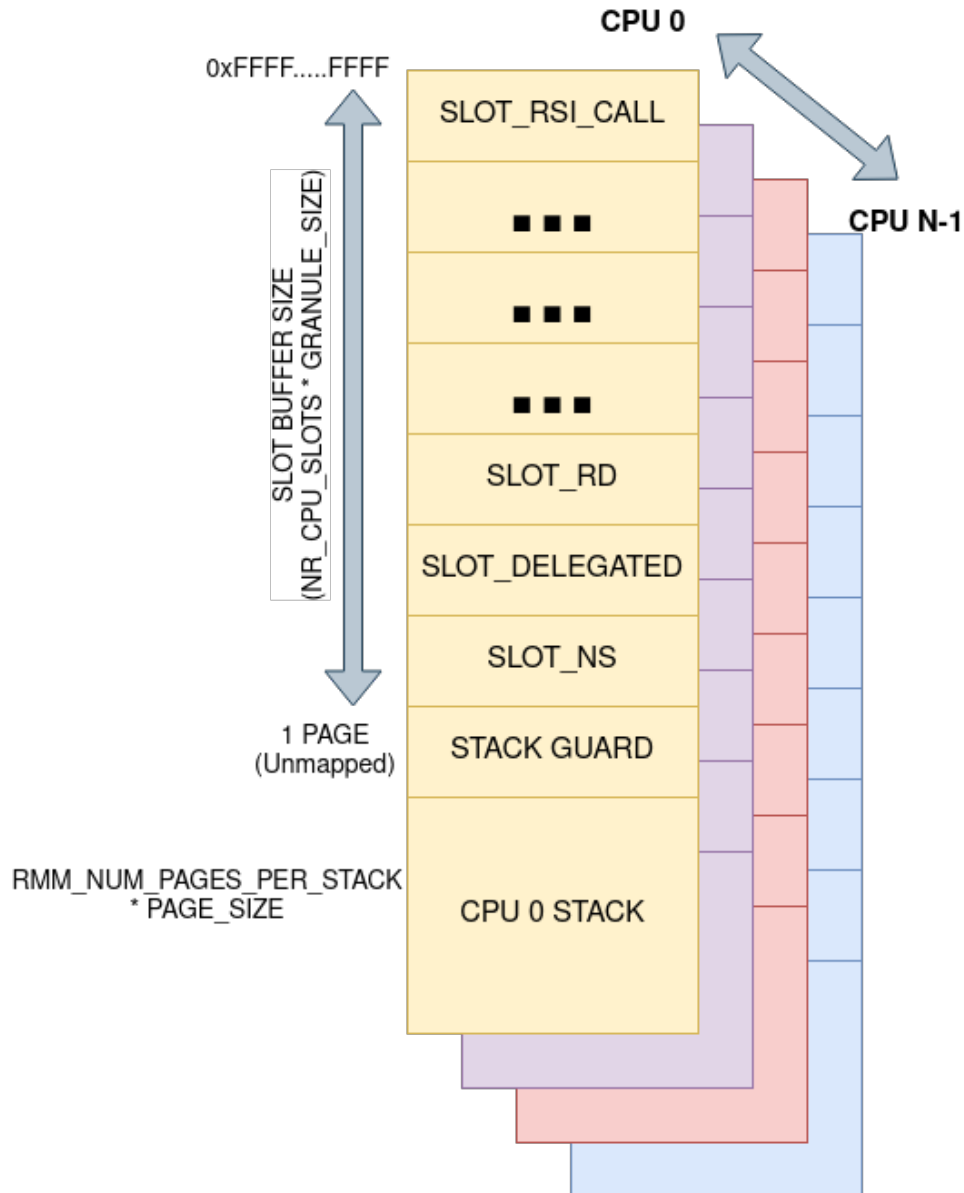 CPU 0
0xFFFF.....FFFF
SLOT_RSI_CALL
CPU N-1
SLOT BUFFER SIZE
(NR_CPU_SLOTS * GRANULE_SIZE)
SLOT_RD
SLOT_DELEGATED
SLOT_NS
1 PAGE
(Unmapped)
STACK GUARD
RMM_NUM_PAGES_PER_STACK
* PAGE_SIZE
CPU 0 STACK